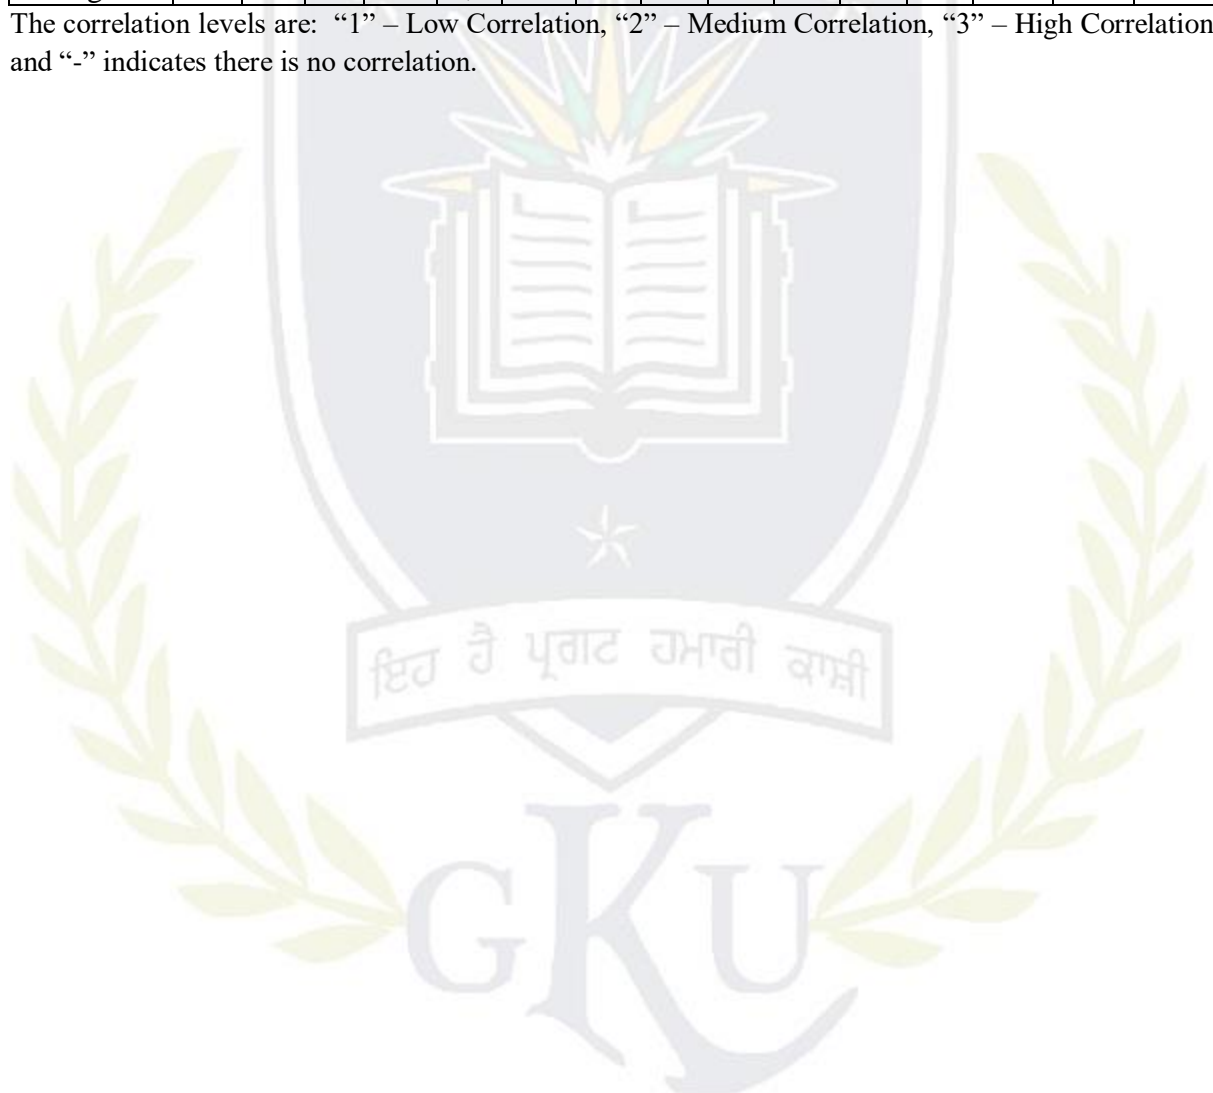 The correlation levels are: “1” – Low Correlation, “2” – Medium Correlation, “3” – High Correlation
and “-” indicates there is no correlation.
ਇਹ ਹੈ ਪ੍ਰਗਟ ਹਮਾਰੀ ਕਾਸ਼ੀ
GKU